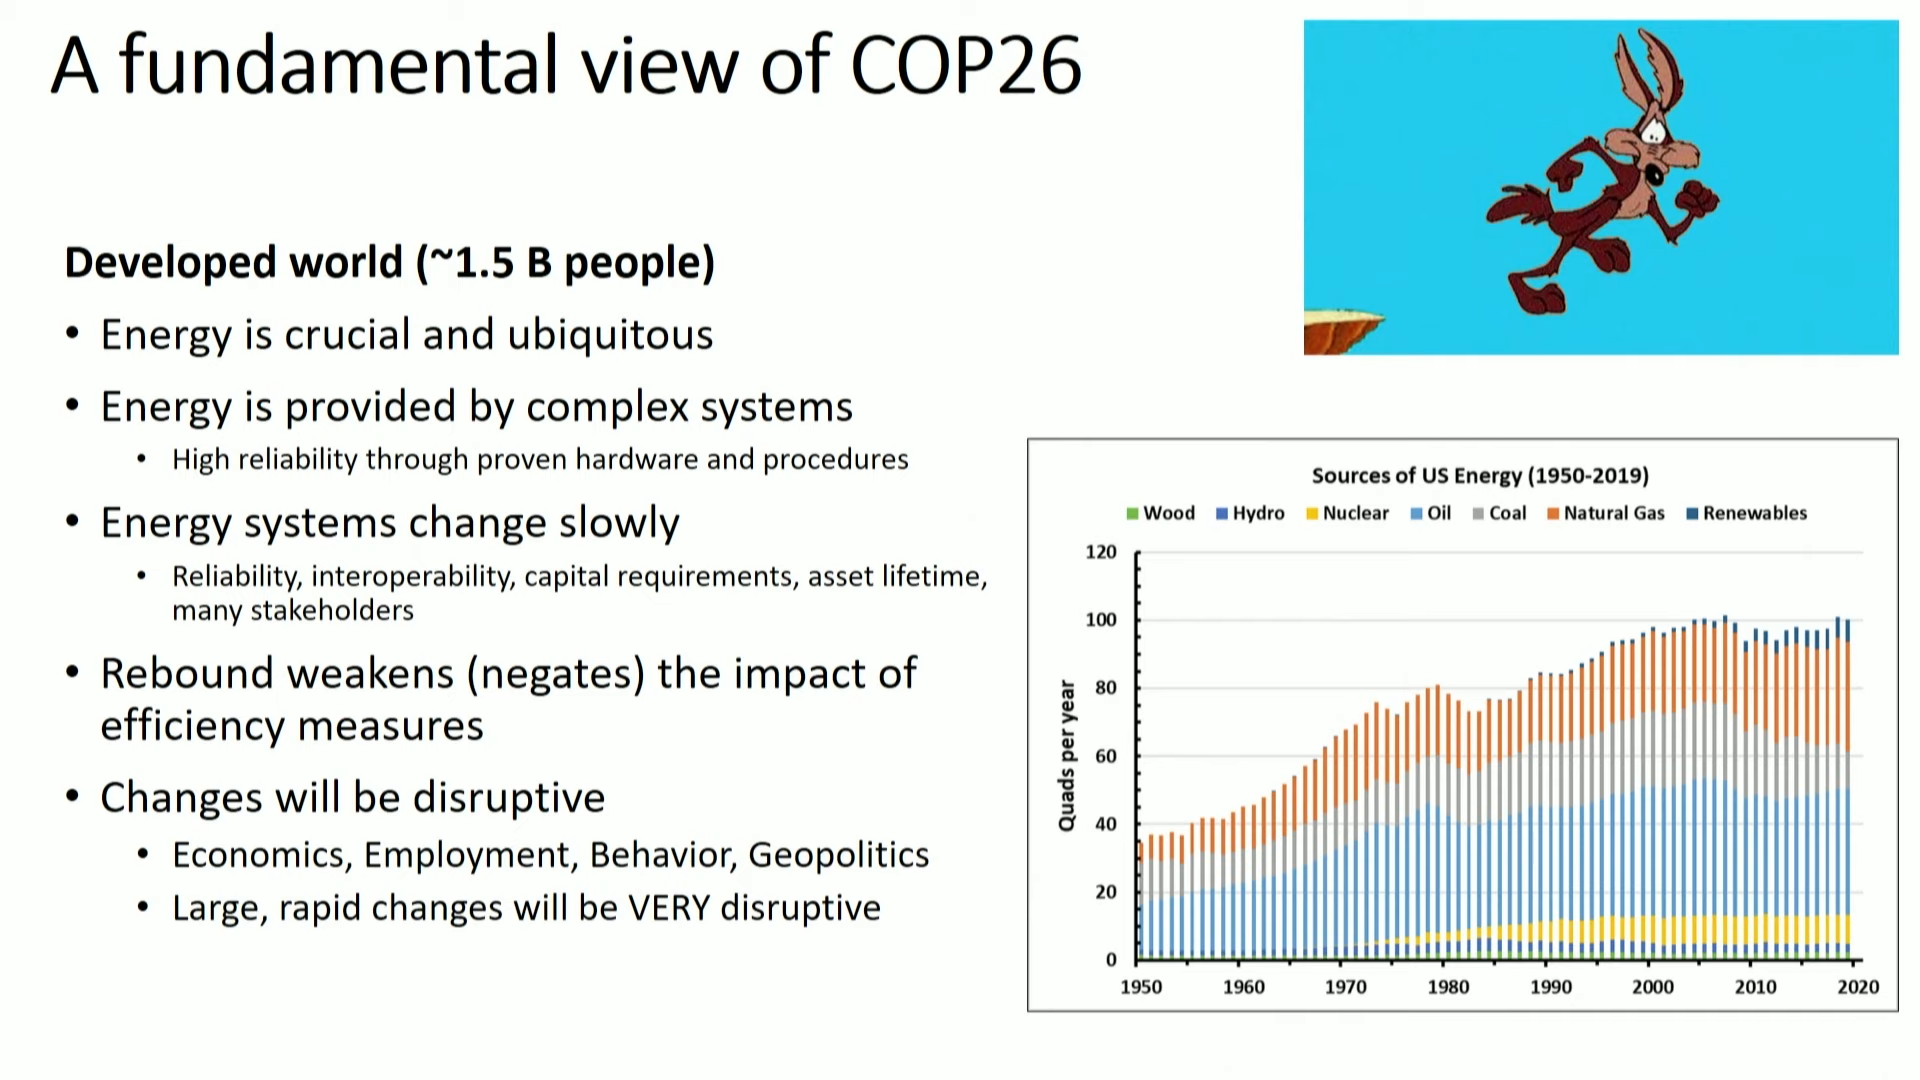 A fundamental view of COP26
Developed world (~1.5 B people)
• Energy is crucial and ubiquitous
• Energy is provided by complex systems
• High reliability through proven hardware and procedures
• Energy systems change slowly
• Reliability, interoperability, capital requirements, asset lifetime,
many stakeholders
• Rebound weakens (negates) the impact of
efficiency measures
• Changes will be disruptive
• Economics, Employment, Behavior, Geopolitics
• Large, rapid changes will be VERY disruptive
Sources of US Energy (1950-2019)
Wood Hydro Nuclear Oil Coal Natural Gas Renewables
Quads per year
120
100
80
60
40
20
0
1950 1960 1970 1980 1990 2000 2010 2020